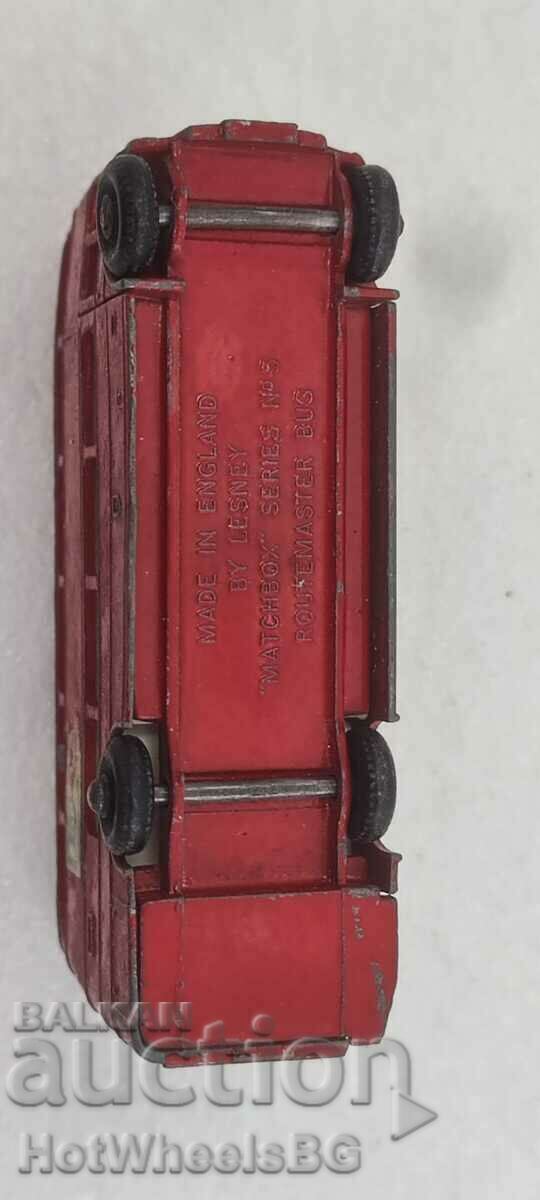 MADE IN ENGLAND
BY LESNEY
"MATCHBOX" SERIES No 5
ROUTEMASTER BUS
BALKAN
auction
HotWheelsBG